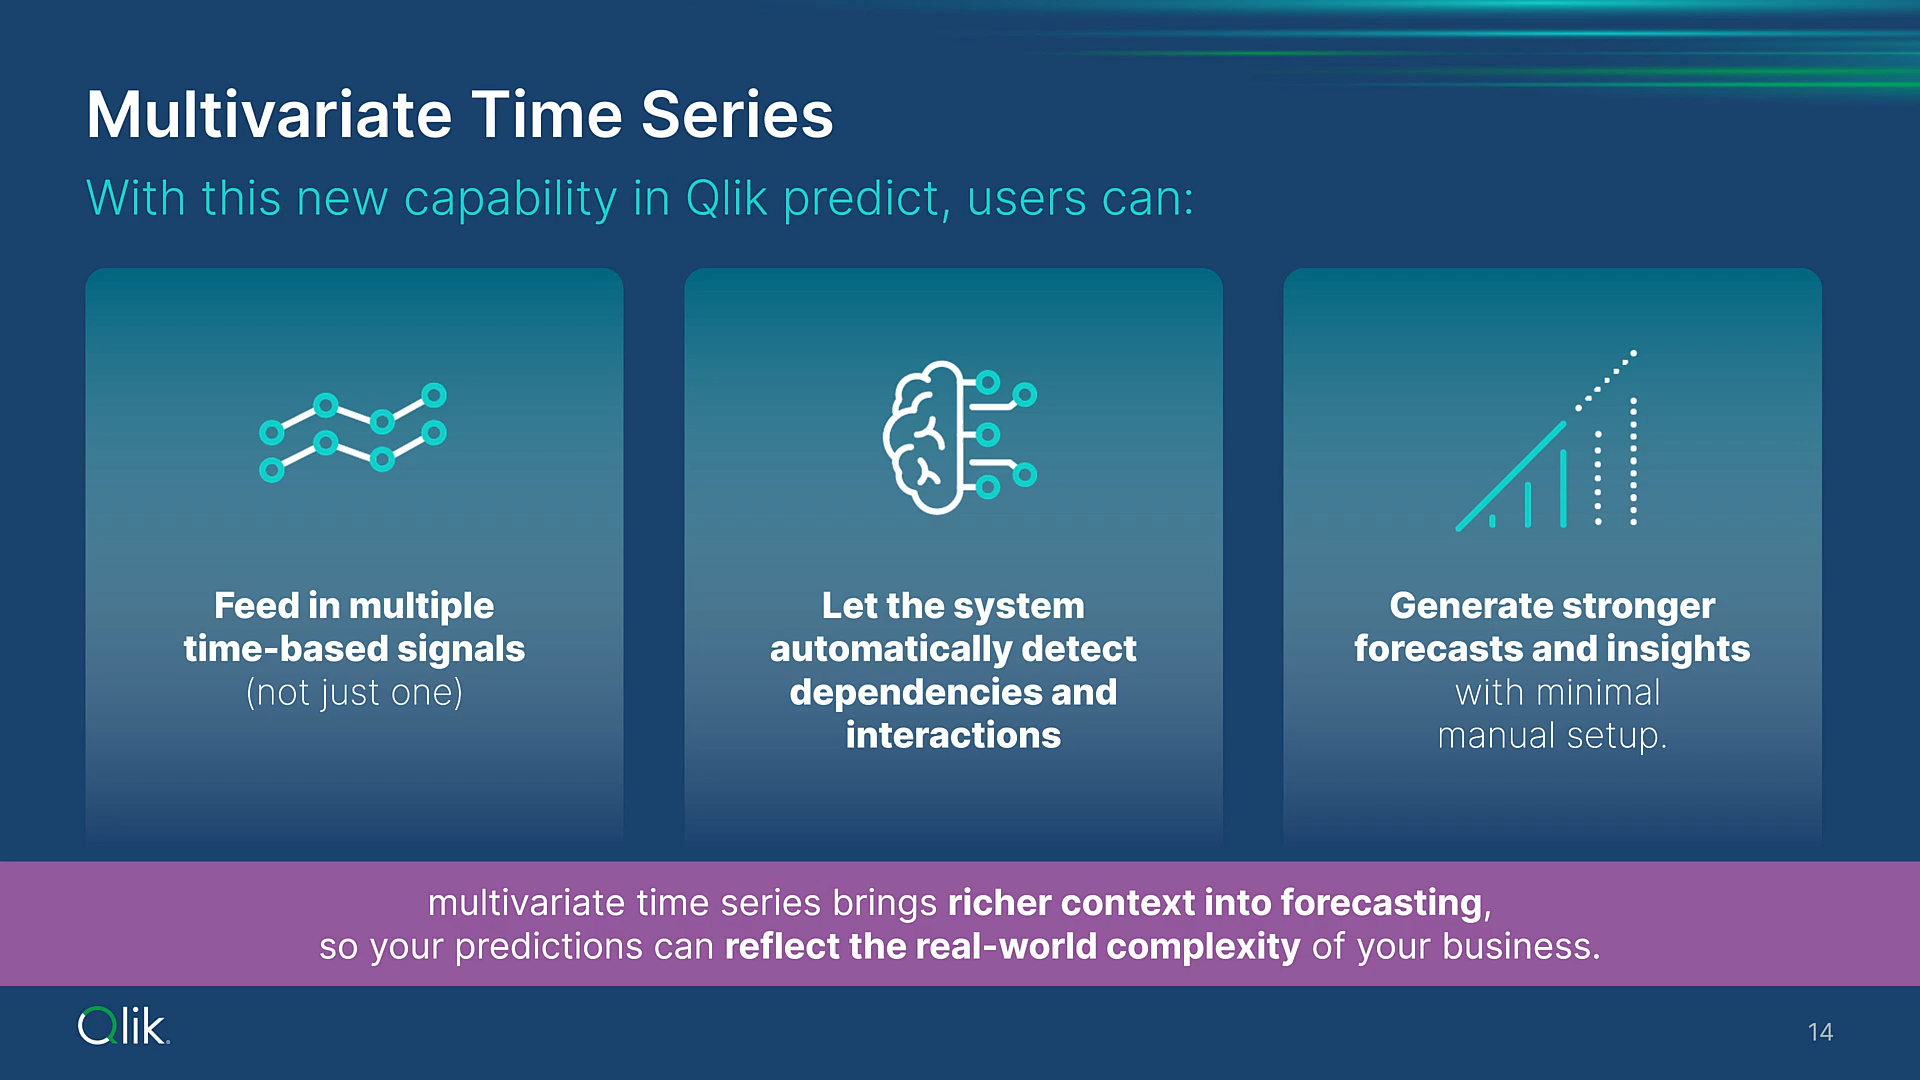 Multivariate Time Series
With this new capability in Qlik predict, users can:
Feed in multiple
time-based signals
(not just one)
Let the system
automatically detect
dependencies and
interactions
Generate stronger
forecasts and insights
with minimal
manual setup.
multivariate time series brings richer context into forecasting,
so your predictions can reflect the real-world complexity of your business.
Qlik.
14